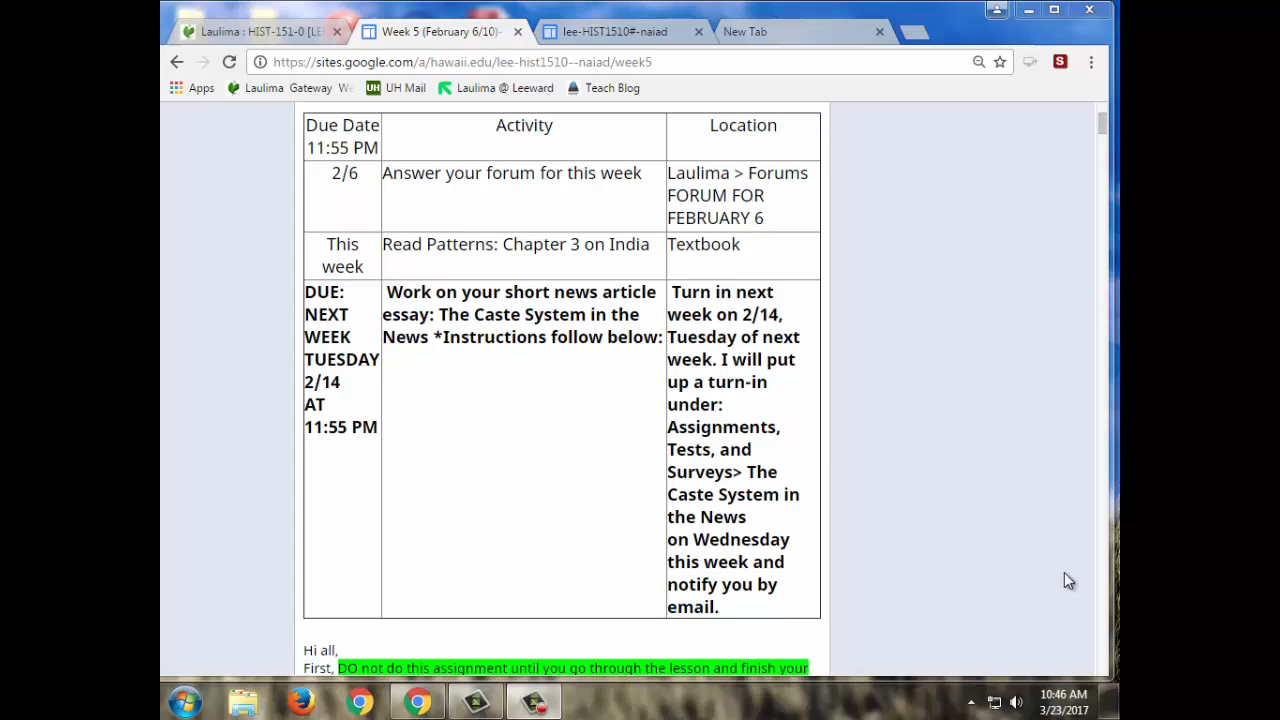 Laulima : HIST-151-0 [LE
Week 5 (February 6/10)-
lee-HIST1510#-naiad
New Tab
https://sites.google.com/a/hawaii.edu/lee-hist1510--naiad/week5
Apps
Laulima Gateway We
UH UH Mail
Laulima @ Leeward
Teach Blog
S
Due Date
11:55 PM
Activity
Location
2/6
Answer your forum for this week
Laulima > Forums
FORUM FOR
FEBRUARY 6
This
week
Read Patterns: Chapter 3 on India
Textbook
DUE:
NEXT
WEEK
TUESDAY
2/14
AT
11:55 PM
Work on your short news article
essay: The Caste System in the
News *Instructions follow below:
Turn in next
week on 2/14,
Tuesday of next
week. I will put
up a turn-in
under:
Assignments,
Tests, and
Surveys> The
Caste System in
the News
on Wednesday
this week and
notify you by
email.
Hi all,
First, DO not do this assignment until you go through the lesson and finish your
10:46 AM
3/23/2017